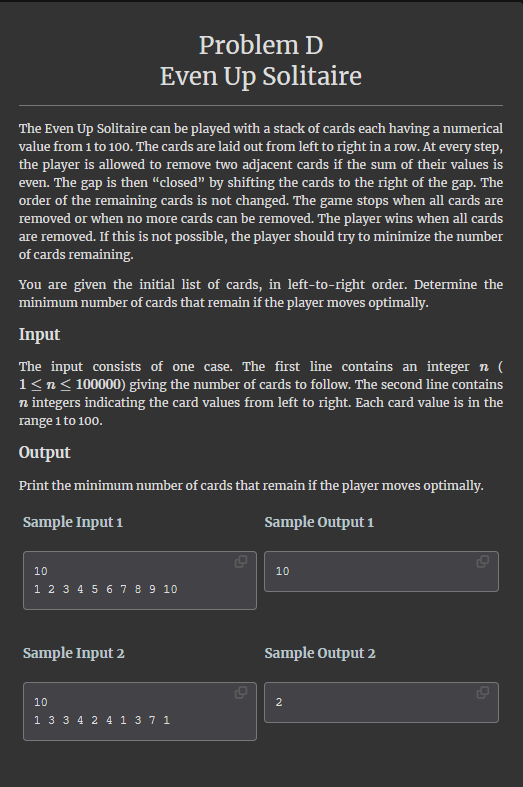 Problem D
Even Up Solitaire
The Even Up Solitaire can be played with a stack of cards each having a numerical
value from 1 to 100. The cards are laid out from left to right in a row. At every step,
the player is allowed to remove two adjacent cards if the sum of their values is
even. The gap is then “closed” by shifting the cards to the right of the gap. The
order of the remaining cards is not changed. The game stops when all cards are
removed or when no more cards can be removed. The player wins when all cards
are removed. If this is not possible, the player should try to minimize the number
of cards remaining.
You are given the initial list of cards, in left-to-right order. Determine the
minimum number of cards that remain if the player moves optimally.
Input
The input consists of one case. The first line contains an integer n (
1 ≤ n ≤ 100000) giving the number of cards to follow. The second line contains
n integers indicating the card values from left to right. Each card value is in the
range 1 to 100.
Output
Print the minimum number of cards that remain if the player moves optimally.
Sample Input 1
Sample Output 1
10
1 2 3 4 5 6 7 8 9 10
10
Sample Input 2
Sample Output 2
10
1 3 3 4 2 4 1 3 7 1
2